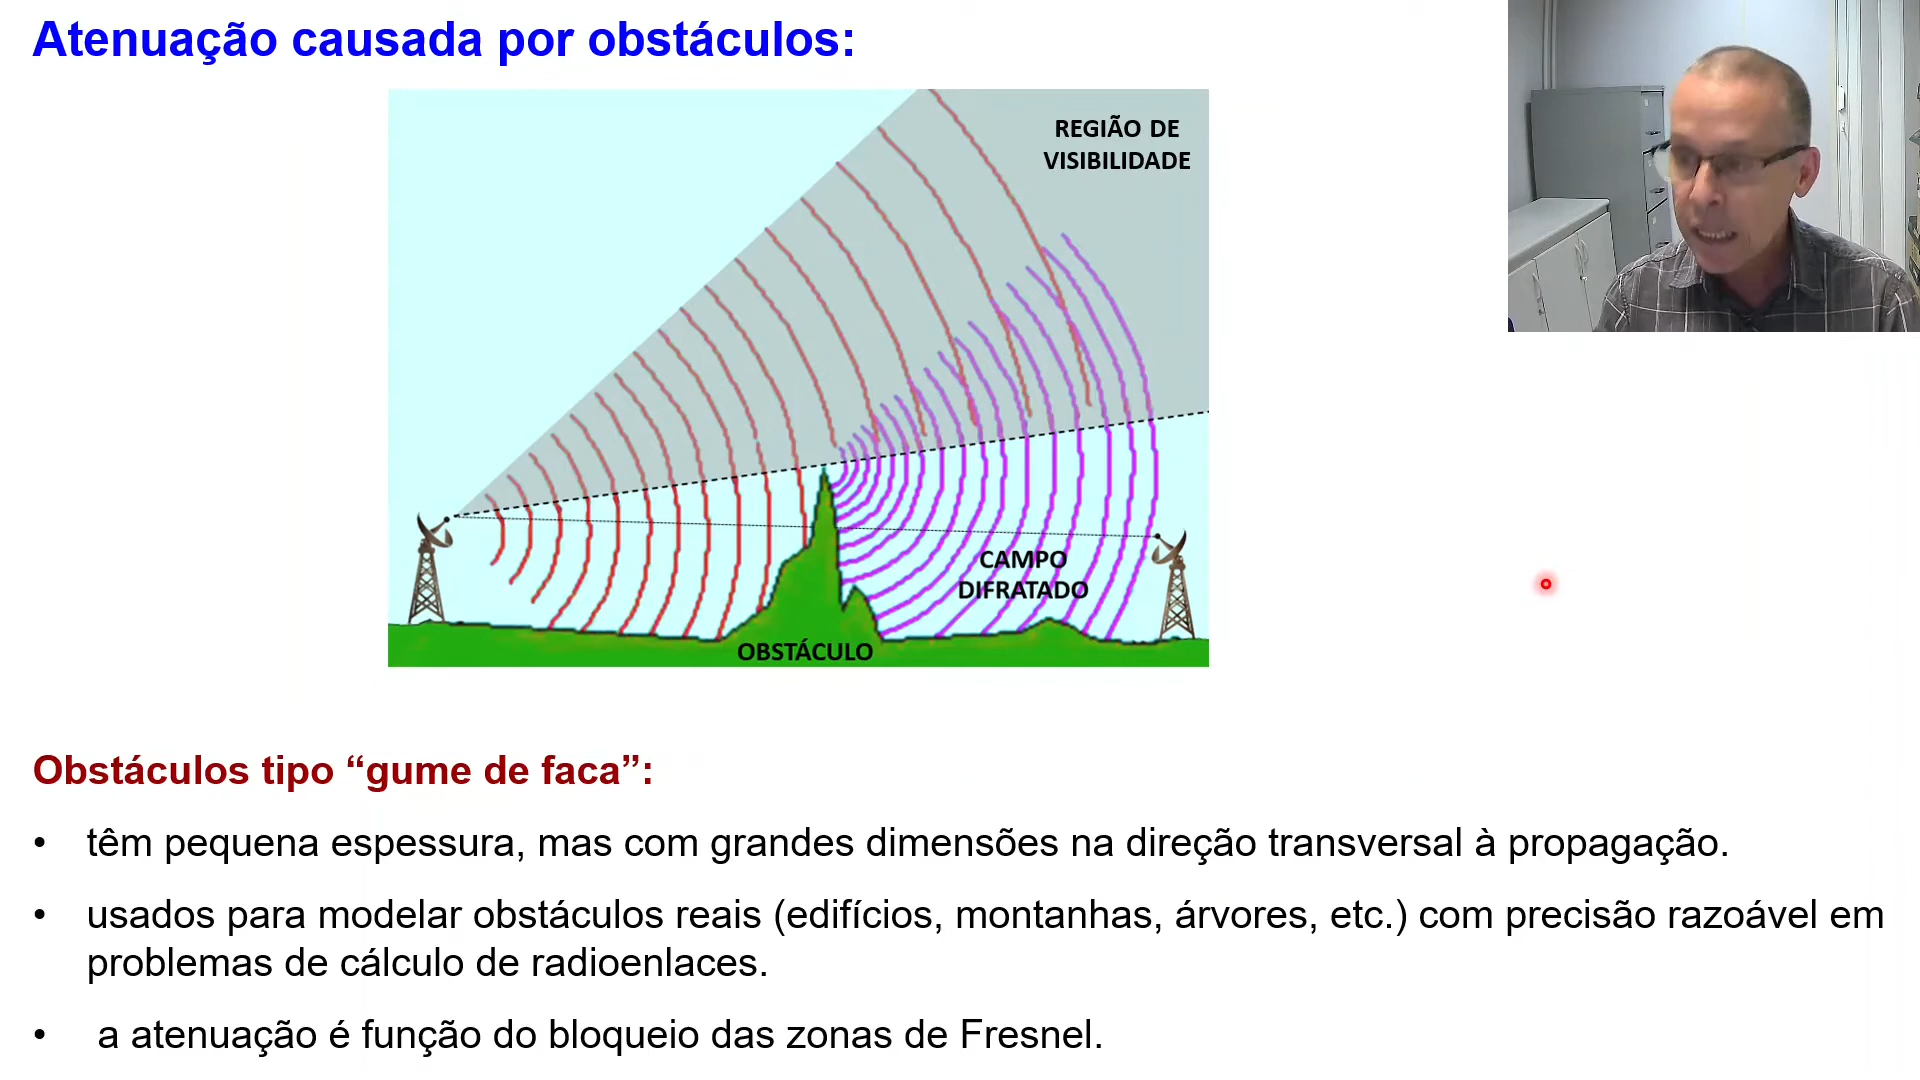 Atenuação causada por obstáculos:
REGIÃO DE
VISIBILIDADE
CAMPO
DIFRATADO
OBSTÁCULO
Obstáculos tipo “gume de faca”:
• têm pequena espessura, mas com grandes dimensões na direção transversal à propagação.
• usados para modelar obstáculos reais (edifícios, montanhas, árvores, etc.) com precisão razoável em
problemas de cálculo de radioenlaces.
• a atenuação é função do bloqueio das zonas de Fresnel.